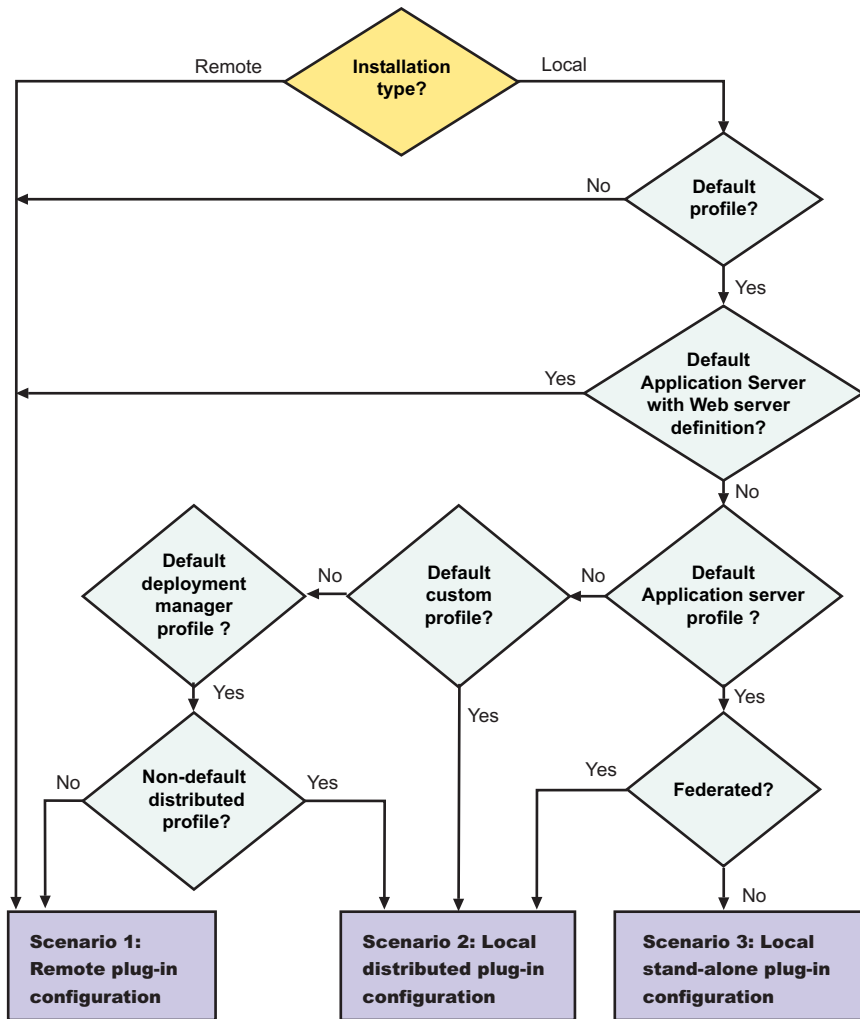 Remote
Installation
type?
Local
No
Default
profile?
Yes
Yes
Default
Application Server
with Web server
definition?
No
Default
deployment
manager
profile ?
No
Default
custom
profile?
No
Default
Application server
profile ?
Yes
Yes
Yes
No
Non-default
distributed
profile?
Yes
Yes
Federated?
No
Scenario 1:
Remote plug-in
configuration
Scenario 2: Local
distributed plug-in
configuration
Scenario 3: Local
stand-alone plug-in
configuration